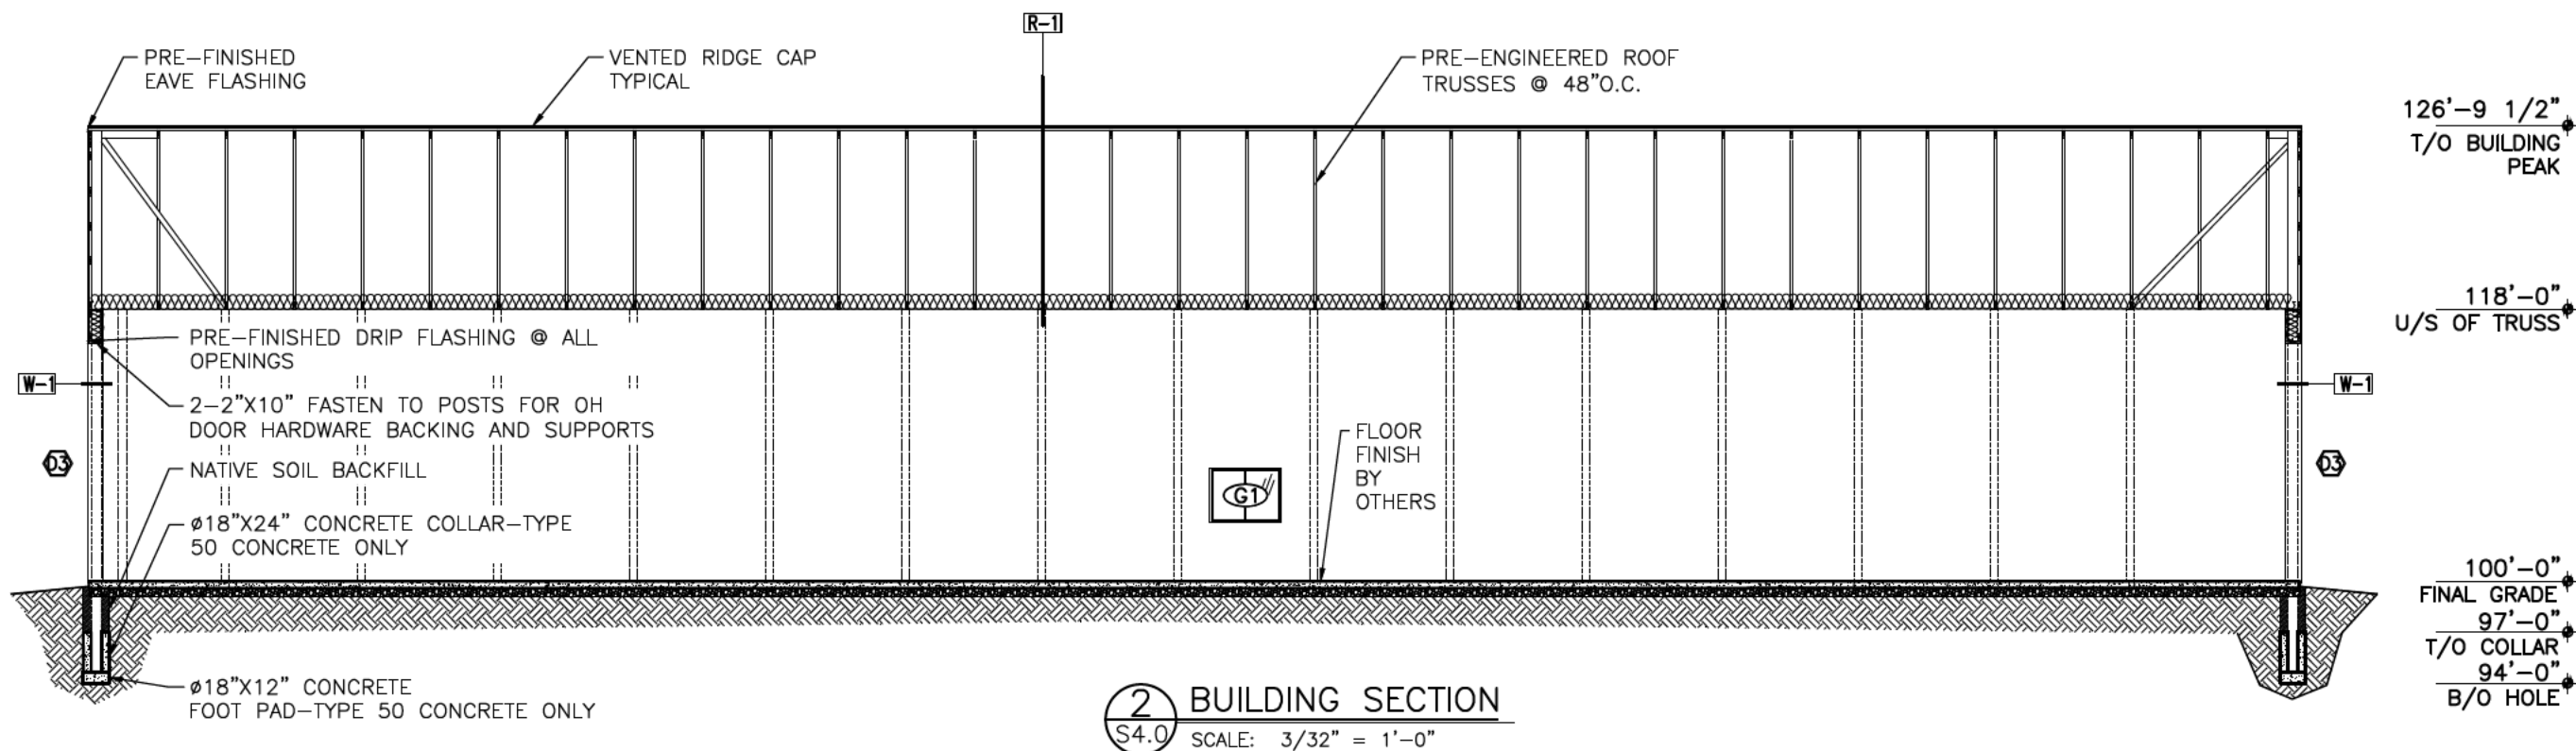 R-1
PRE-FINISHED
EAVE FLASHING
VENTED RIDGE CAP
TYPICAL
PRE-ENGINEERED ROOF
TRUSSES @ 48"O.C.
126'-9 1/2"
T/O BUILDING
PEAK
118'-0"
U/S OF TRUSS
PRE-FINISHED DRIP FLASHING @ ALL
OPENINGS
W-1
W-1
2-2"X10" FASTEN TO POSTS FOR OH
DOOR HARDWARE BACKING AND SUPPORTS
D3
NATIVE SOIL BACKFILL
G1
FLOOR
FINISH
BY
OTHERS
D3
Ø18"X24" CONCRETE COLLAR-TYPE
50 CONCRETE ONLY
100'-0"
FINAL GRADE
97'-0"
T/O COLLAR
94'-0"
B/O HOLE
Ø18"X12" CONCRETE
FOOT PAD-TYPE 50 CONCRETE ONLY
2
S4.0
BUILDING SECTION
SCALE: 3/32" = 1'-0"